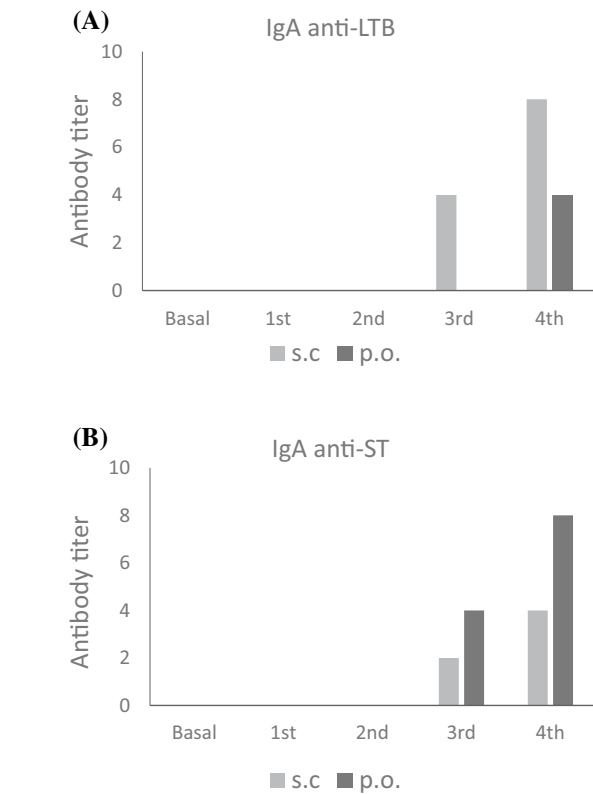 (A)
IgA anti-LTB
Antibody titer
10
8
6
4
2
0
Basal 1st 2nd 3rd 4th
s.c p.o.
(B)
IgA anti-ST
Antibody titer
10
8
6
4
2
0
Basal 1st 2nd 3rd 4th
s.c p.o.